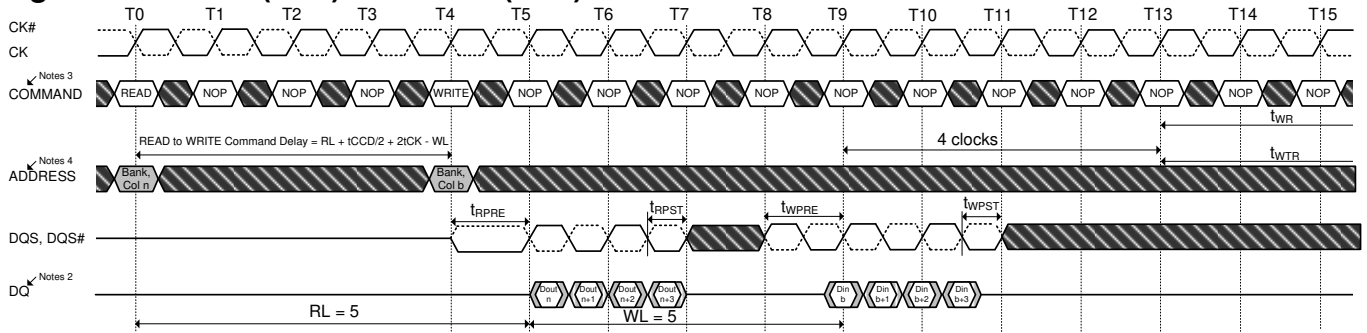 T0 T1 T2 T3 T4 T5 T6 T7 T8 T9 T10 T11 T12 T13 T14 T15
CK#
CK
Notes 3
COMMAND READ NOP NOP NOP WRITE NOP NOP NOP NOP NOP NOP NOP NOP NOP NOP NOP
tWR
READ to WRITE Command Delay = RL + tCCD/2 + 2tCK - WL
4 clocks
tWTR
Notes 4
ADDRESS
Bank, Col n
Bank, Col b
tRPRE tRPST tWPRE tWPST
DQS, DQS#
Notes 2
DQ
Dout n
Dout n+1
Dout n+2
Dout n+3
Din b
Din b+1
Din b+2
Din b+3
RL = 5 WL = 5